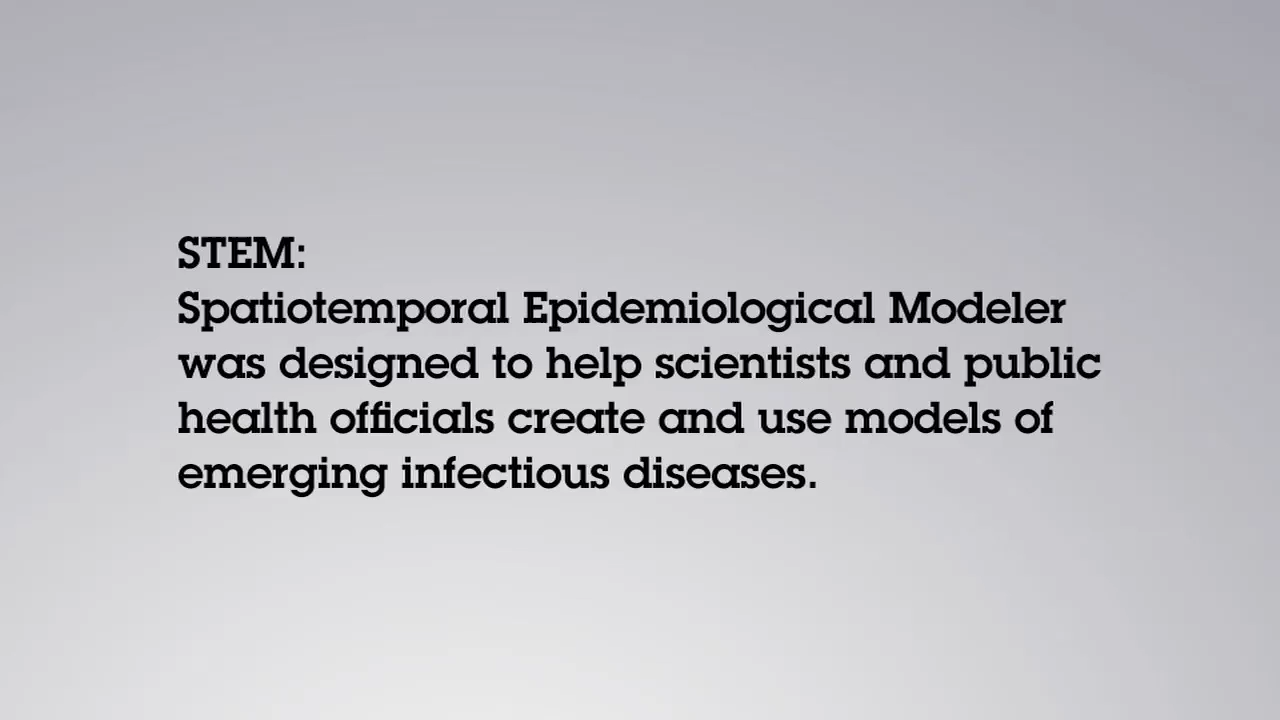 STEM:
Spatiotemporal Epidemiological Modeler
was designed to help scientists and public
health officials create and use models of
emerging infectious diseases.